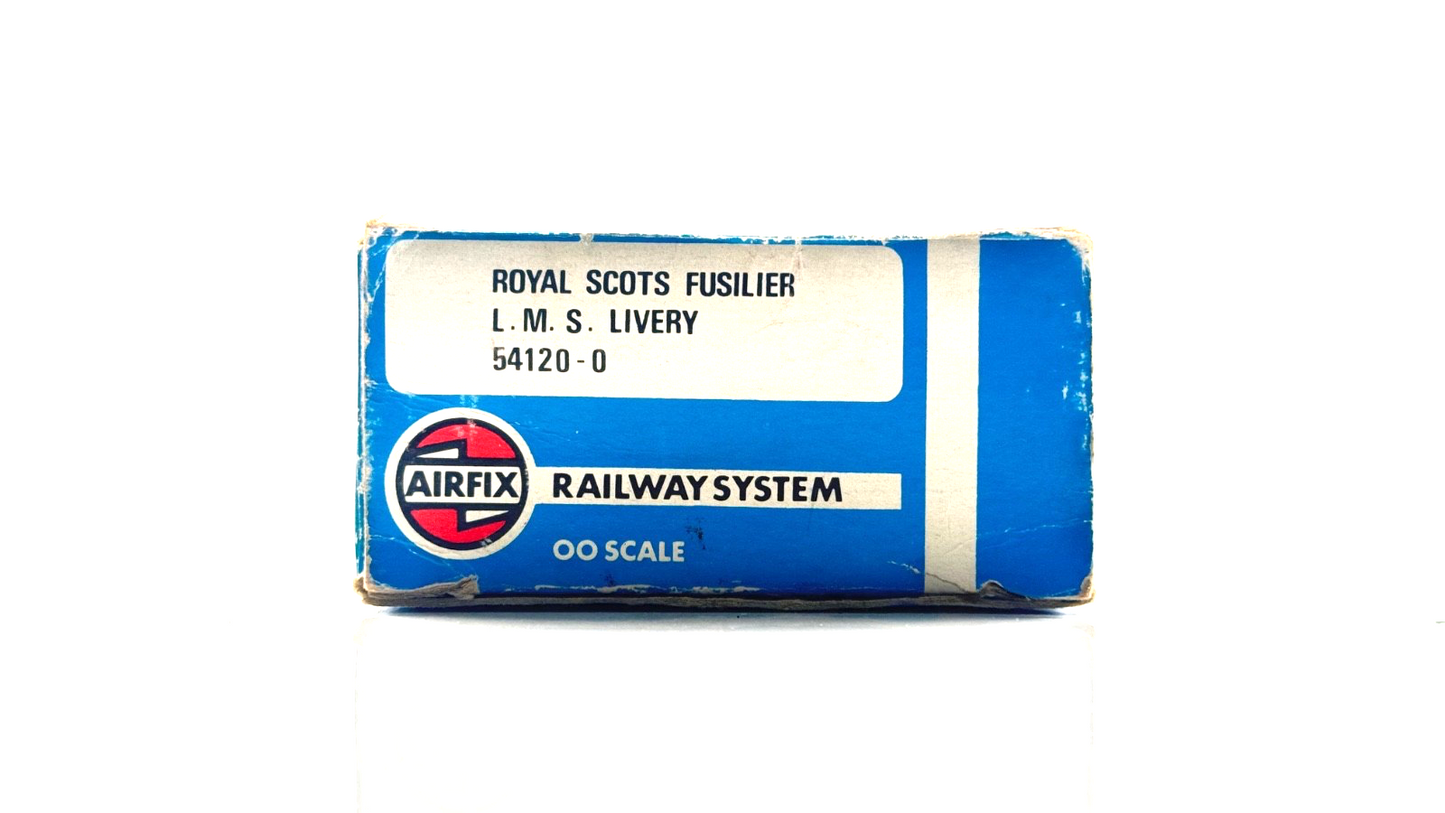 ROYAL SCOTS FUSILIER
L.M.S. LIVERY
54120-0
AIRFIX RAILWAY SYSTEM
OO SCALE